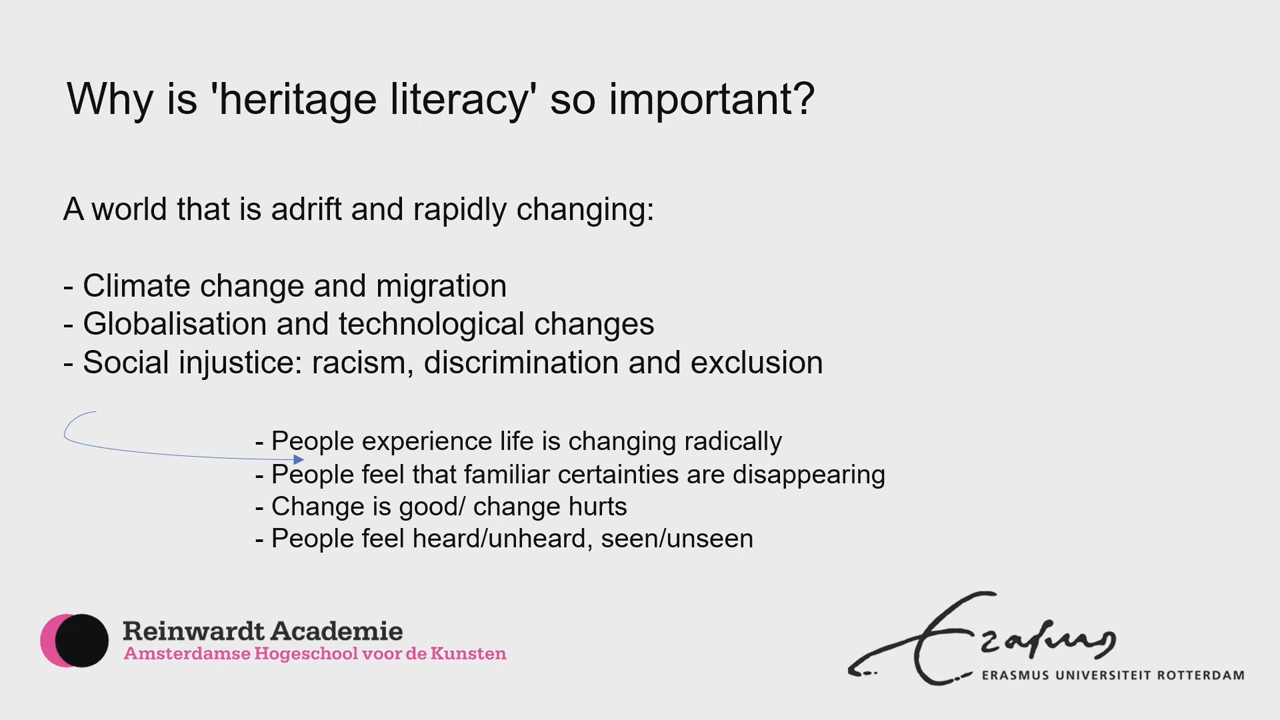 Why is 'heritage literacy' so important?
A world that is adrift and rapidly changing:
- Climate change and migration
- Globalisation and technological changes
- Social injustice: racism, discrimination and exclusion
- People experience life is changing radically
- People feel that familiar certainties are disappearing
- Change is good/ change hurts
- People feel heard/unheard, seen/unseen
Reinwardt Academie
Amsterdamse Hogeschool voor de Kunsten
Erasmus
ERASMUS UNIVERSITEIT ROTTERDAM